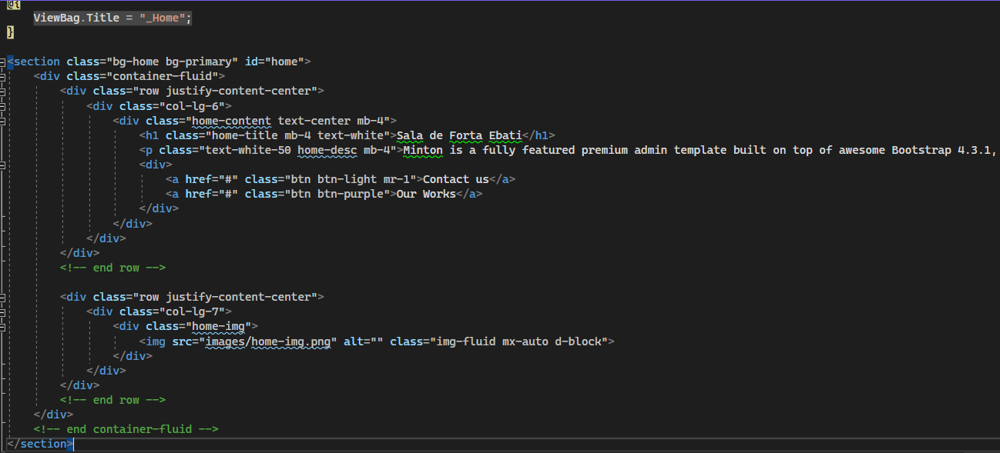 @{
    ViewBag.Title = "_Home";
}

<section class="bg-home bg-primary" id="home">
    <div class="container-fluid">
        <div class="row justify-content-center">
            <div class="col-lg-6">
                <div class="home-content text-center mb-4">
                    <h1 class="home-title mb-4 text-white">Sala de Forta Ebati</h1>
                    <p class="text-white-50 home-desc mb-4">Minton is a fully featured premium admin template built on top of awesome Bootstrap 4.3.1,
                    <div>
                        <a href="#" class="btn btn-light mr-1">Contact us</a>
                        <a href="#" class="btn btn-purple">Our Works</a>
                    </div>
                </div>
            </div>
        </div>
        <!-- end row -->

        <div class="row justify-content-center">
            <div class="col-lg-7">
                <div class="home-img">
                    <img src="images/home-img.png" alt="" class="img-fluid mx-auto d-block">
                </div>
            </div>
        </div>
        <!-- end row -->
    </div>
    <!-- end container-fluid -->
</section>